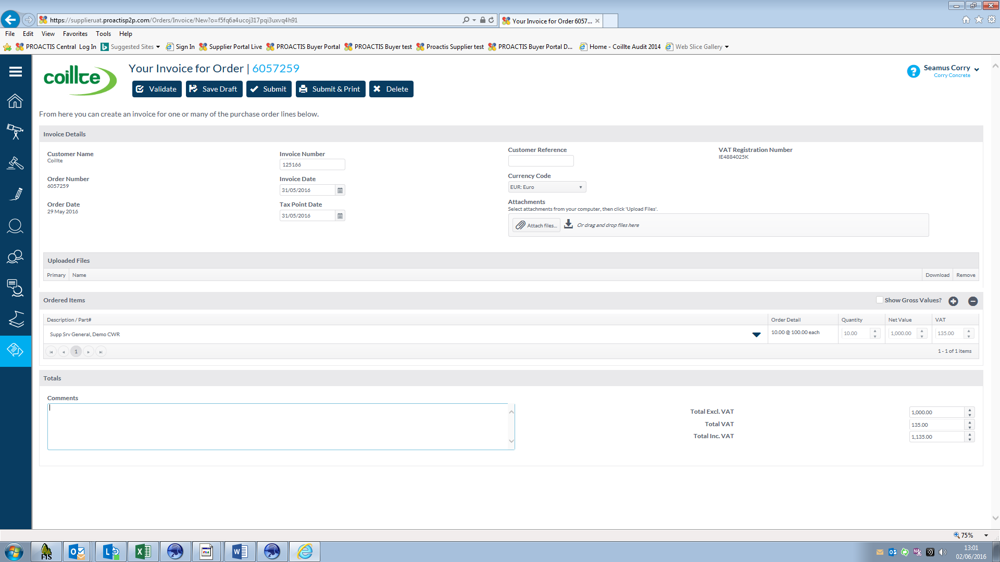 https://supplieruat.proactisp2p.com/Orders/Invoice/New?o=f5fq6a4ucoj317pqi3uxvq4h91
Your Invoice for Order 6057...
File Edit View Favorites Tools Help
PROACTIS Central Log In Suggested Sites Sign In Supplier Portal Live PROACTIS Buyer Portal PROACTIS Buyer test Proactis Supplier test PROACTIS Buyer Portal D... Home - Coillte Audit 2014 Web Slice Gallery
coillte
Your Invoice for Order | 6057259
Seamus Corry
Corry Concrete
Validate Save Draft Submit Submit & Print Delete
From here you can create an invoice for one or many of the purchase order lines below.
Invoice Details
Customer Name
Coillte
Order Number
6057259
Order Date
29 May 2016
Invoice Number
125166
Invoice Date
31/05/2016
Tax Point Date
31/05/2016
Customer Reference
Currency Code
EUR: Euro
Attachments
Select attachments from your computer, then click 'Upload Files'.
Attach files... Or drag and drop files here
VAT Registration Number
IE4884025K
Uploaded Files
Primary Name Download Remove
Ordered Items Show Gross Values?
Description / Part# Order Detail Quantity Net Value VAT
Supp Srv General, Demo CWR 10.00 @ 100.00 each 10.00 1,000.00 135.00
1 1 - 1 of 1 items
Totals
Comments
Total Excl. VAT 1,000.00
Total VAT 135.00
Total Inc. VAT 1,135.00
75%
FIS
13:01
02/06/2016